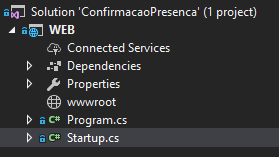 Solution 'ConfirmacaoPresenca' (1 project)
WEB
Connected Services
Dependencies
Properties
wwwroot
C# Program.cs
C# Startup.cs